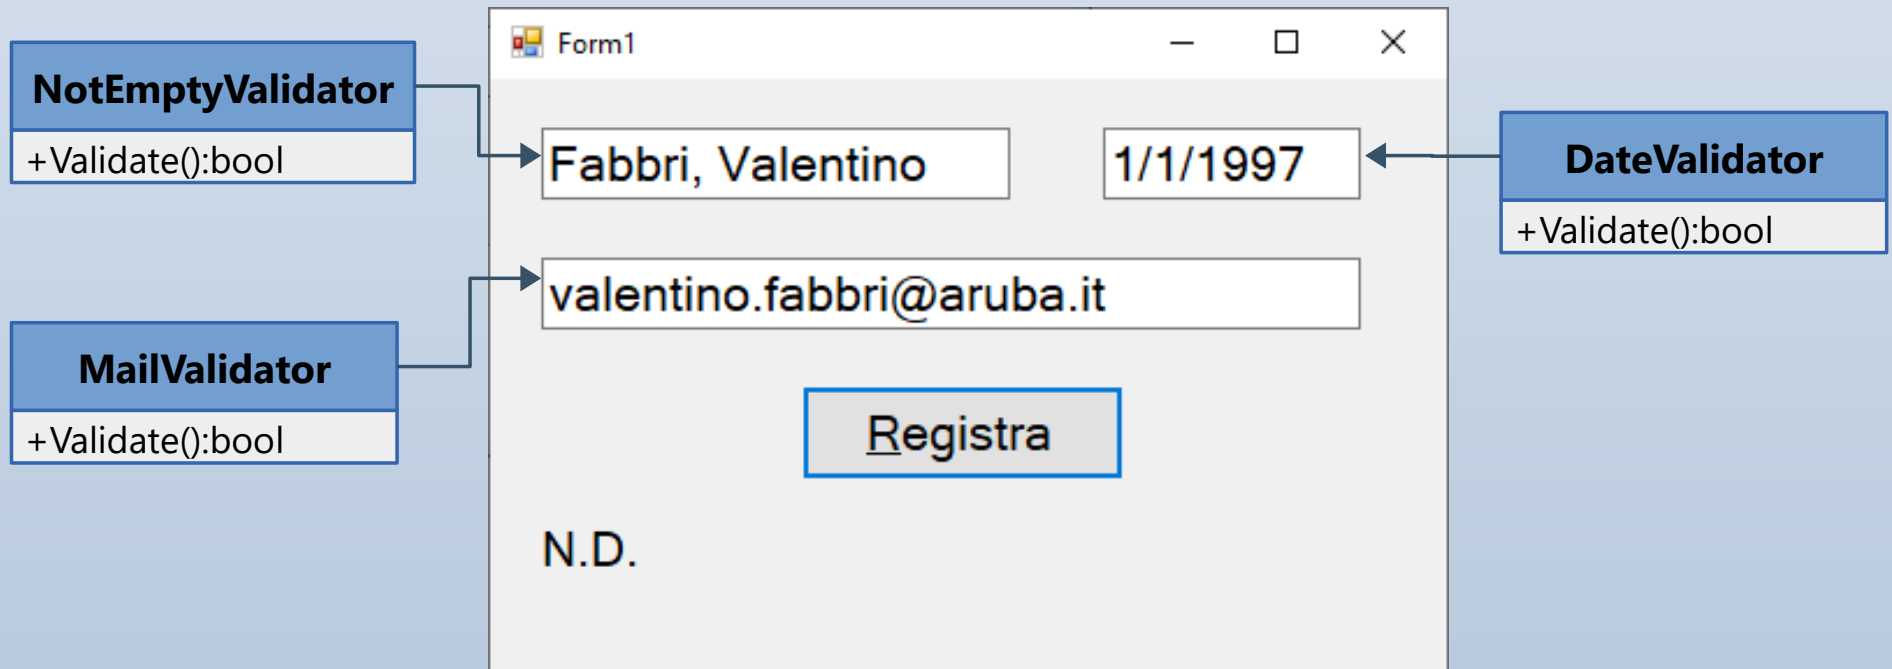 Form1
NotEmptyValidator
+Validate():bool
Fabbri, Valentino
1/1/1997
DateValidator
+Validate():bool
valentino.fabbri@aruba.it
MailValidator
+Validate():bool
Registra
N.D.